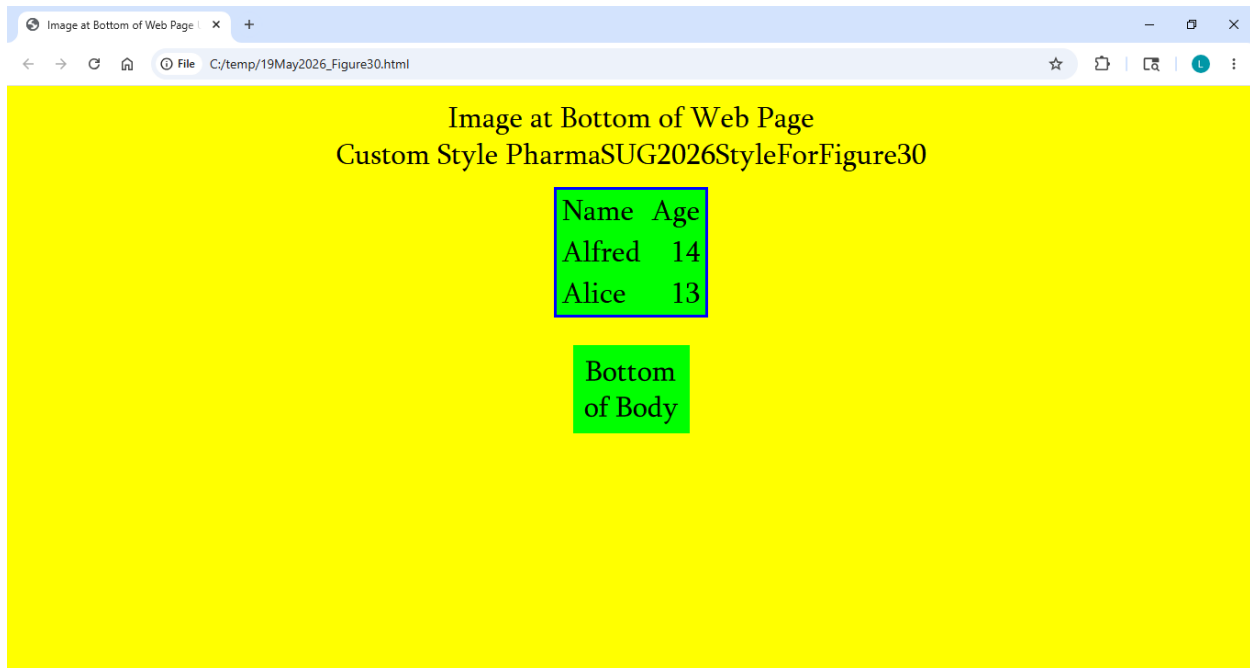 Image at Bottom of Web Page
File C:/temp/19May2026_Figure30.html
L
Image at Bottom of Web Page
Custom Style PharmaSUG2026StyleForFigure30
Name Age
Alfred 14
Alice 13
Bottom
of Body